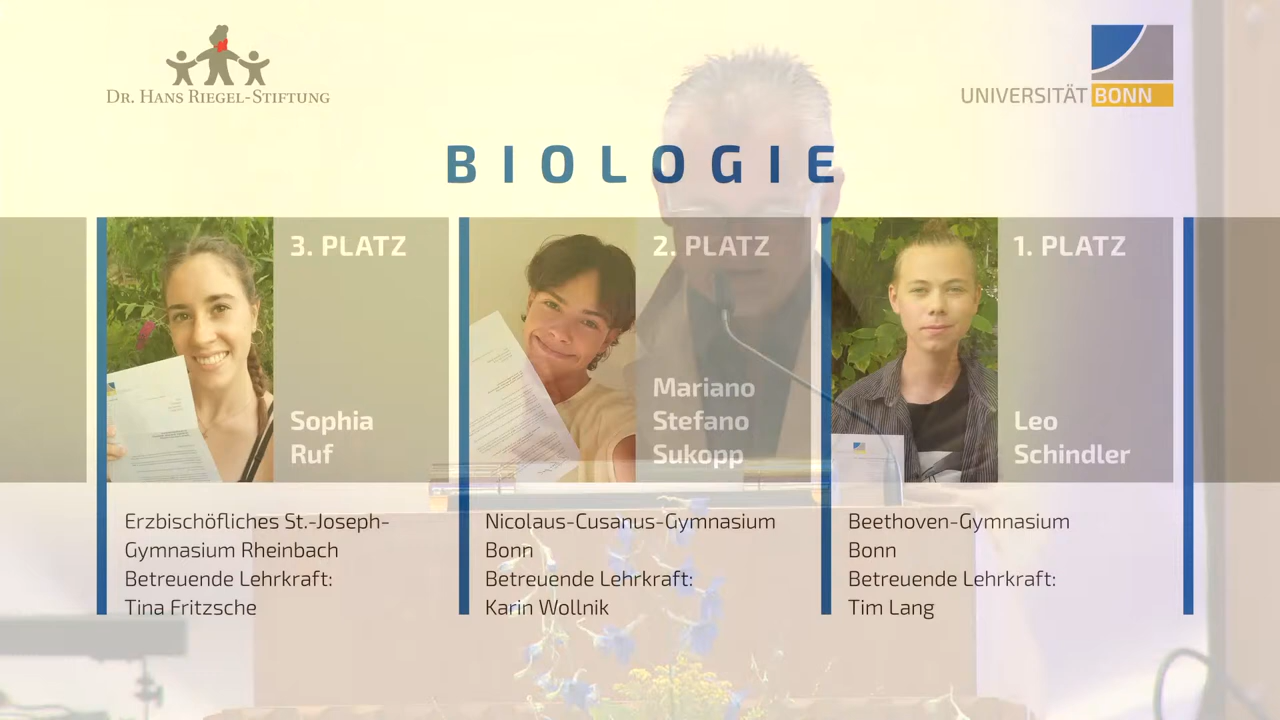 DR. HANS RIEGEL-STIFTUNG
UNIVERSITÄT BONN
BIOLOGIE
3. PLATZ
Sophia
Ruf
Erzbischöfliches St.-Joseph-
Gymnasium Rheinbach
Betreuende Lehrkraft:
Tina Fritzsche
2. PLATZ
Mariano
Stefano
Sukopp
Nicolaus-Cusanus-Gymnasium
Bonn
Betreuende Lehrkraft:
Karin Wollnik
1. PLATZ
Leo
Schindler
Beethoven-Gymnasium
Bonn
Betreuende Lehrkraft:
Tim Lang